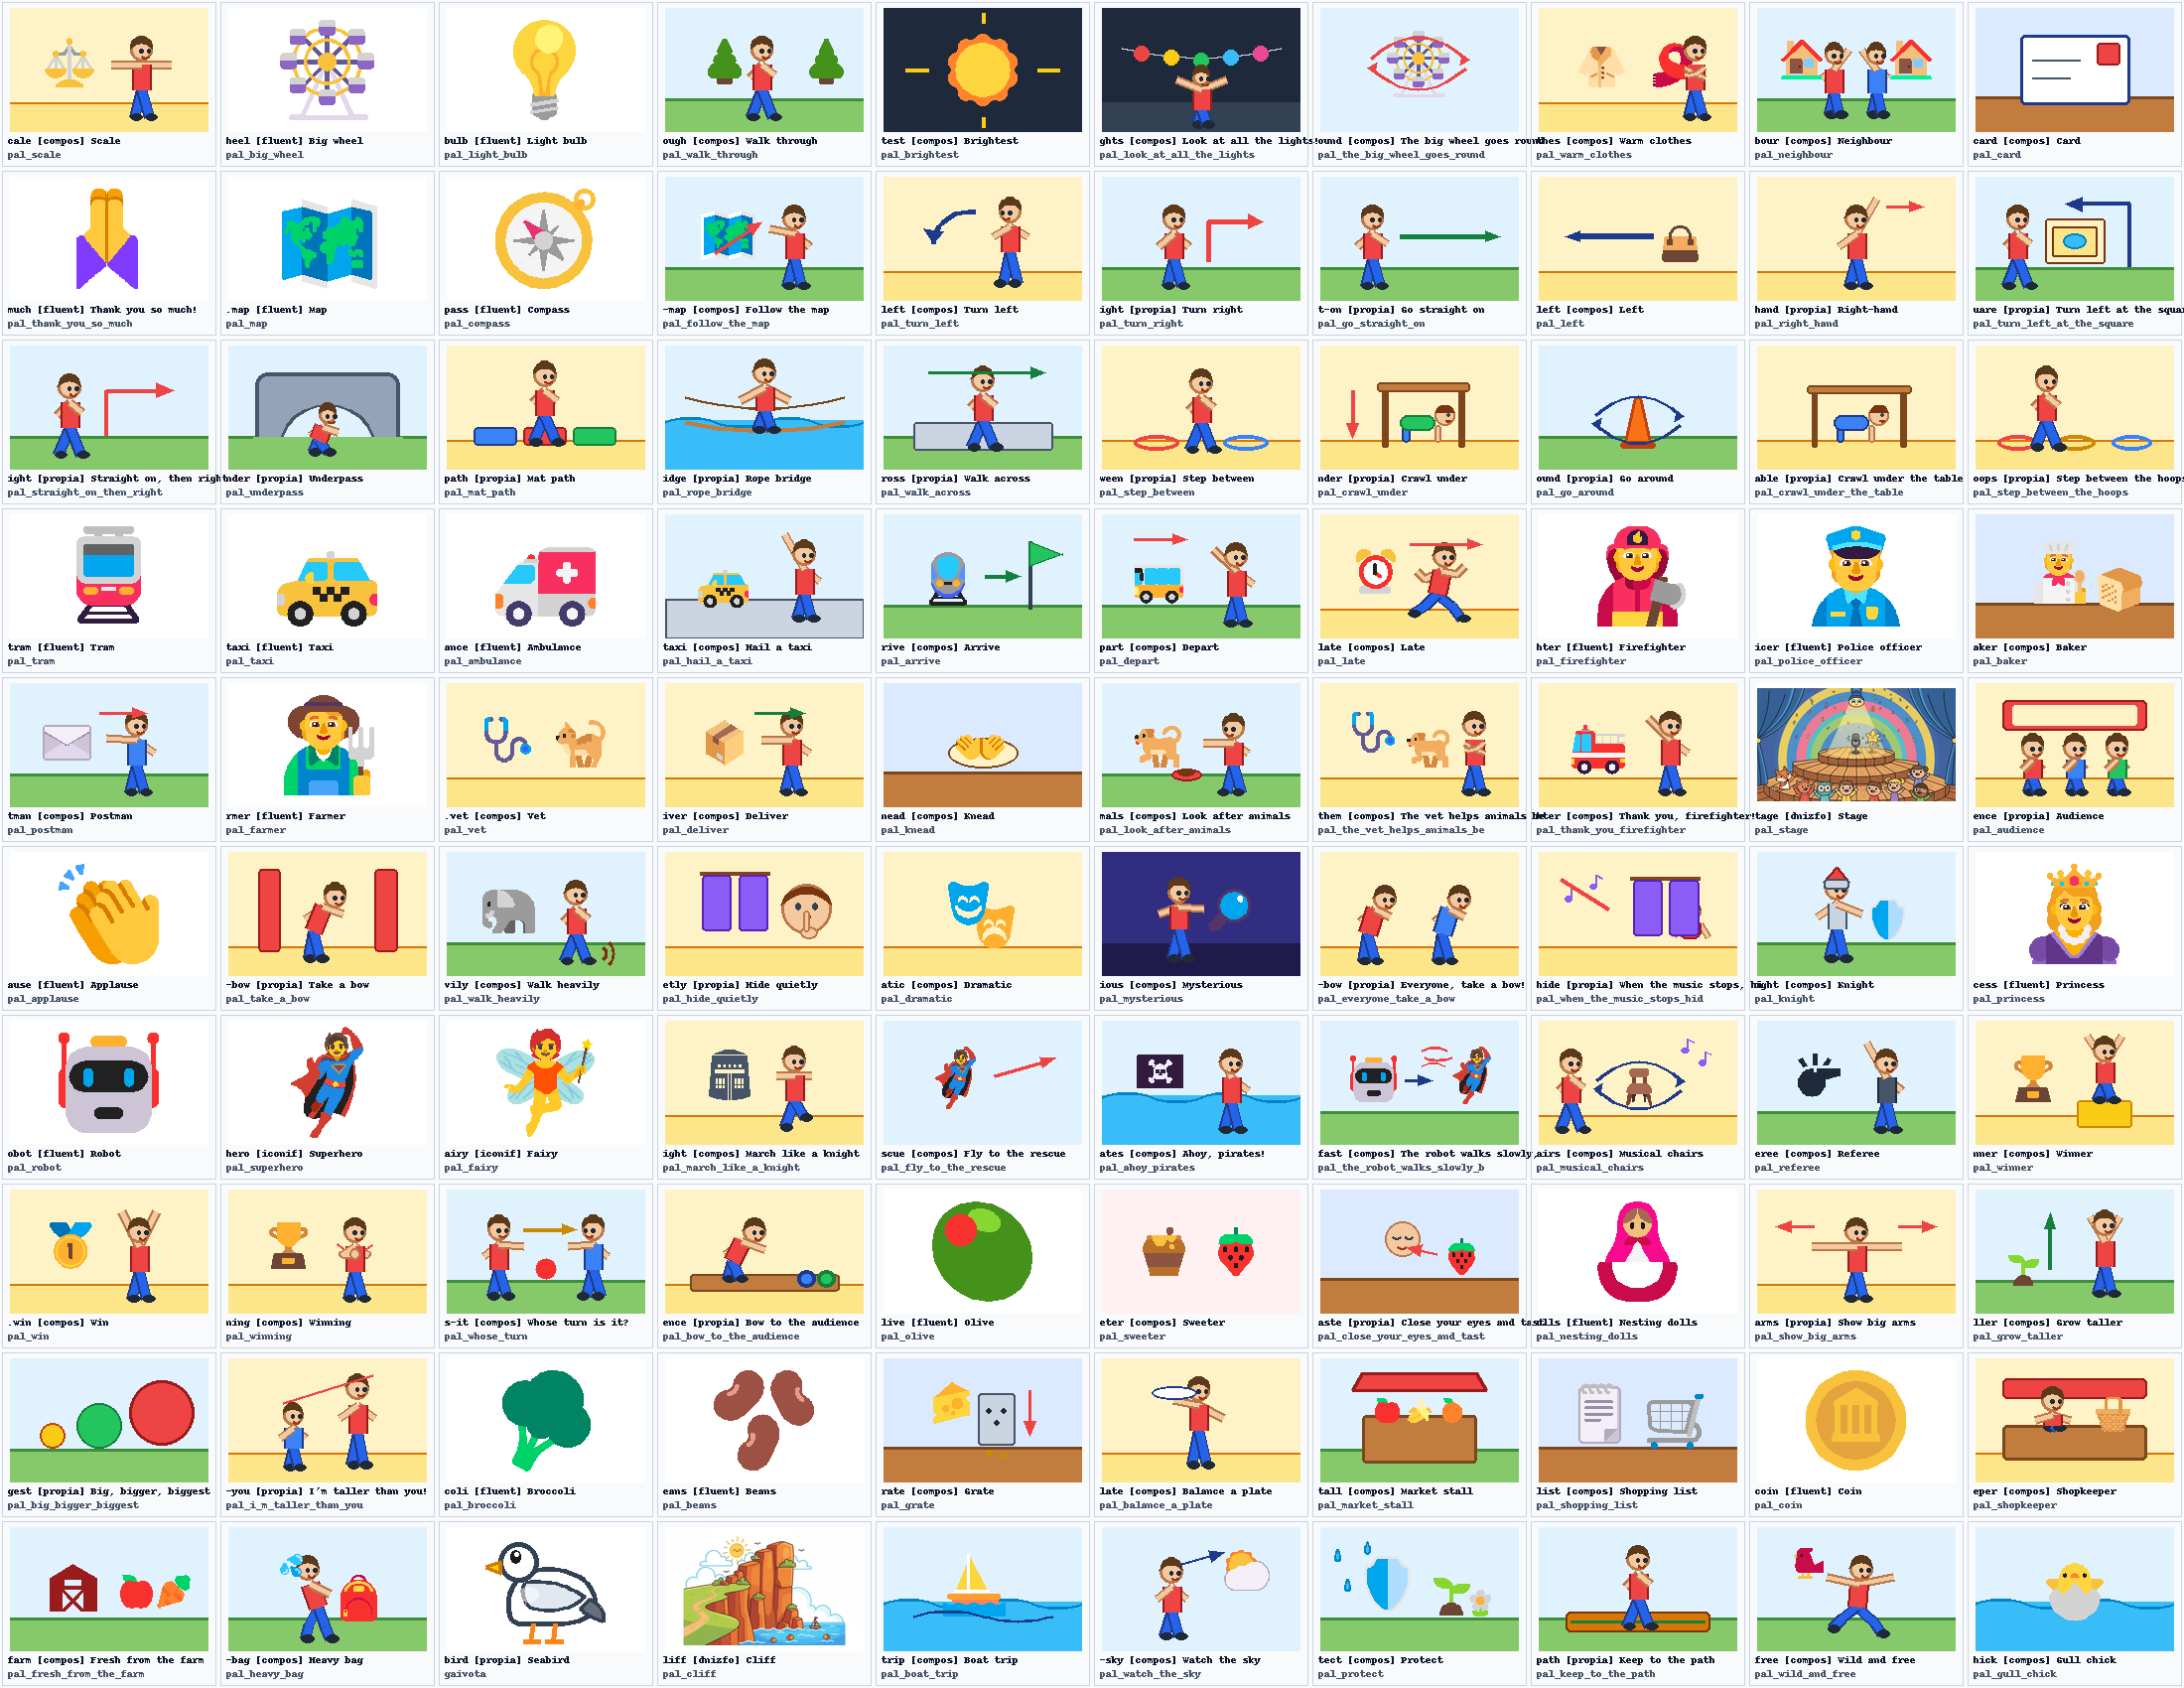 cale [compos] Scale
pal_scale
heel [fluent] Big wheel
pal_big_wheel
bulb [fluent] Light bulb
pal_light_bulb
ough [compos] Walk through
pal_walk_through
test [compos] Brightest
pal_brightest
ghts [compos] Look at all the lights!
pal_look_at_all_the_lights
ound [compos] The big wheel goes round
pal_the_big_wheel_goes_round
hes [compos] Warm clothes
pal_warm_clothes
bour [compos] Neighbour
pal_neighbour
card [compos] Card
pal_card
much [fluent] Thank you so much!
pal_thank_you_so_much
.map [fluent] Map
pal_map
pass [fluent] Compass
pal_compass
-map [compos] Follow the map
pal_follow_the_map
left [compos] Turn left
pal_turn_left
ight [propia] Turn right
pal_turn_right
t-on [propia] Go straight on
pal_go_straight_on
left [compos] Left
pal_left
hand [propia] Right-hand
pal_right_hand
uare [propia] Turn left at the squa
pal_turn_left_at_the_square
ight [propia] Straight on, then right
pal_straight_on_then_right
nder [propia] Underpass
pal_underpass
path [propia] Mat path
pal_mat_path
idge [propia] Rope bridge
pal_rope_bridge
ross [propia] Walk across
pal_walk_across
ween [propia] Step between
pal_step_between
nder [propia] Crawl under
pal_crawl_under
ound [propia] Go around
pal_go_around
able [propia] Crawl under the table
pal_crawl_under_the_table
oops [propia] Step between the hoops
pal_step_between_the_hoops
tram [fluent] Tram
pal_tram
taxi [fluent] Taxi
pal_taxi
ance [fluent] Ambulance
pal_ambulance
taxi [compos] Hail a taxi
pal_hail_a_taxi
rive [compos] Arrive
pal_arrive
part [compos] Depart
pal_depart
late [compos] Late
pal_late
hter [fluent] Firefighter
pal_firefighter
icer [fluent] Police officer
pal_police_officer
aker [compos] Baker
pal_baker
tman [compos] Postman
pal_postman
rmer [fluent] Farmer
pal_farmer
.vet [compos] Vet
pal_vet
iver [compos] Deliver
pal_deliver
nead [compos] Knead
pal_knead
mals [compos] Look after animals
pal_look_after_animals
them [compos] The vet helps animals be
pal_the_vet_helps_animals_be
hter [compos] Thank you, firefighter!
pal_thank_you_firefighter
tage [dnizfo] Stage
pal_stage
ence [propia] Audience
pal_audience
ause [fluent] Applause
pal_applause
-bow [propia] Take a bow
pal_take_a_bow
vily [compos] Walk heavily
pal_walk_heavily
etly [propia] Hide quietly
pal_hide_quietly
atic [compos] Dramatic
pal_dramatic
ious [compos] Mysterious
pal_mysterious
-bow [propia] Everyone, take a bow!
pal_everyone_take_a_bow
hide [propia] When the music stops,
pal_when_the_music_stops_hid
ight [compos] Knight
pal_knight
cess [fluent] Princess
pal_princess
obot [fluent] Robot
pal_robot
hero [iconif] Superhero
pal_superhero
airy [iconif] Fairy
pal_fairy
ight [compos] March like a knight
pal_march_like_a_knight
scue [compos] Fly to the rescue
pal_fly_to_the_rescue
ates [compos] Ahoy, pirates!
pal_ahoy_pirates
fast [compos] The robot walks slowly,
pal_the_robot_walks_slowly_b
airs [compos] Musical chairs
pal_musical_chairs
eree [compos] Referee
pal_referee
nner [compos] Winner
pal_winner
.win [compos] Win
pal_win
ning [compos] Winning
pal_winning
s-it [compos] Whose turn is it?
pal_whose_turn
ence [propia] Bow to the audience
pal_bow_to_the_audience
live [fluent] Olive
pal_olive
eter [compos] Sweeter
pal_sweeter
aste [propia] Close your eyes and tast
pal_close_your_eyes_and_tast
olls [fluent] Nesting dolls
pal_nesting_dolls
arms [propia] Show big arms
pal_show_big_arms
ller [compos] Grow taller
pal_grow_taller
gest [propia] Big, bigger, biggest
pal_big_bigger_biggest
-you [propia] I'm taller than you!
pal_i_m_taller_than_you
coli [fluent] Broccoli
pal_broccoli
eans [fluent] Beans
pal_beans
rate [compos] Grate
pal_grate
late [compos] Balance a plate
pal_balance_a_plate
tall [compos] Market stall
pal_market_stall
list [compos] Shopping list
pal_shopping_list
coin [fluent] Coin
pal_coin
eper [compos] Shopkeeper
pal_shopkeeper
farm [compos] Fresh from the farm
pal_fresh_from_the_farm
-bag [compos] Heavy bag
pal_heavy_bag
bird [propia] Seabird
gaivota
liff [dnizfo] Cliff
pal_cliff
trip [compos] Boat trip
pal_boat_trip
-sky [compos] Watch the sky
pal_watch_the_sky
tect [compos] Protect
pal_protect
path [propia] Keep to the path
pal_keep_to_the_path
free [compos] Wild and free
pal_wild_and_free
hick [compos] Gull chick
pal_gull_chick